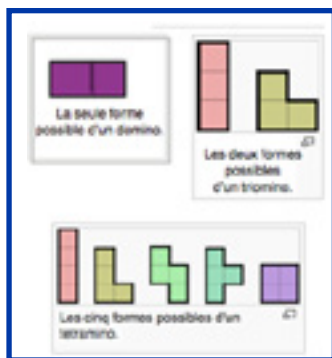 La seule forme
possible d'un domino.
Les deux formes
possibles
d'un triomino.
Les cinq formes possibles d'un
tetramino.